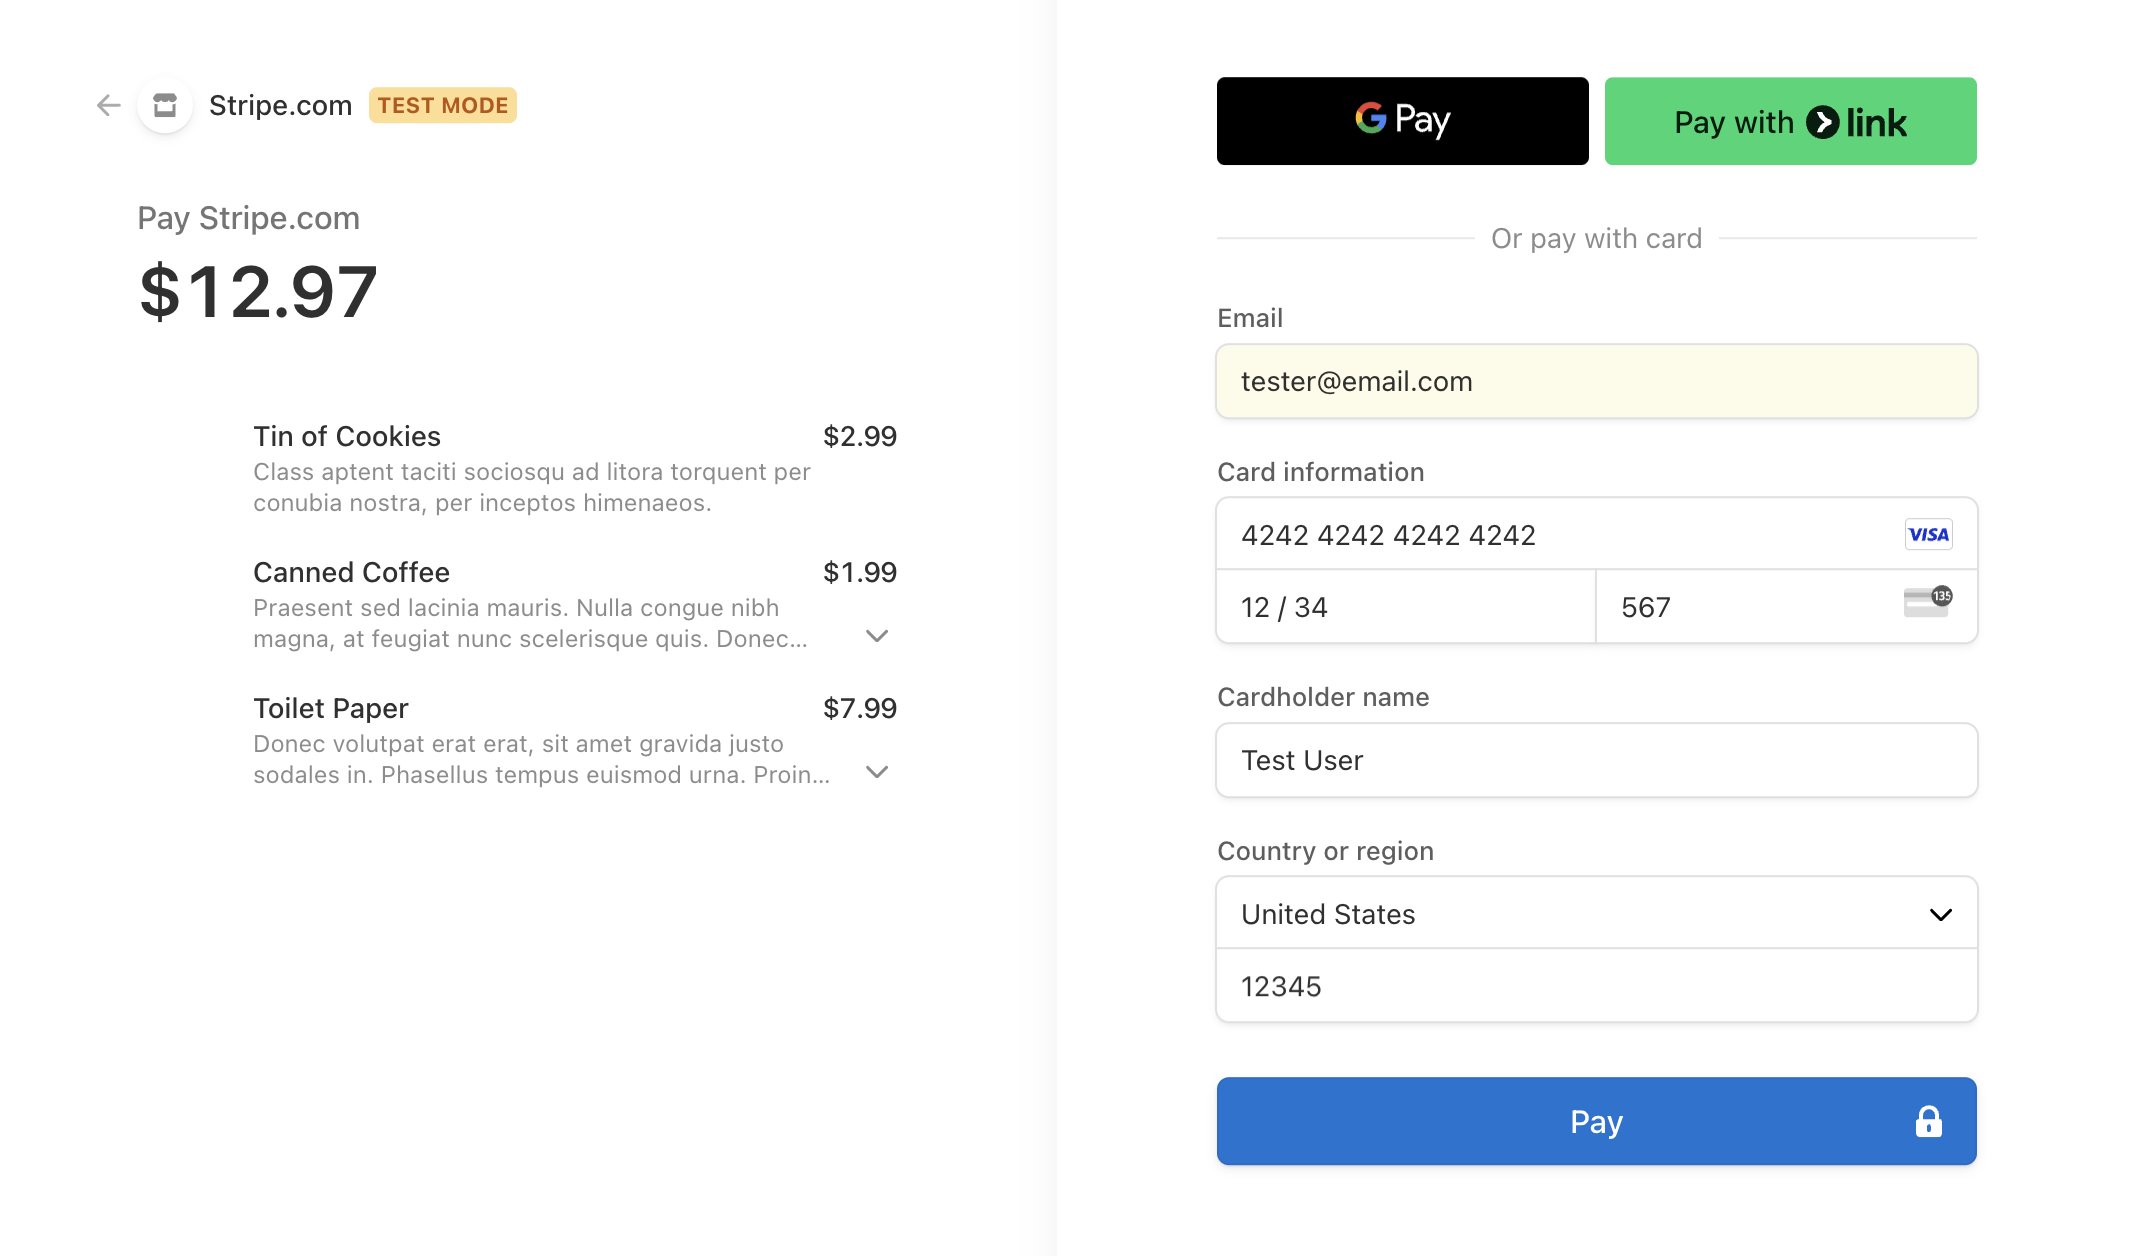 Stripe.com TEST MODE
Pay Stripe.com
$12.97
Tin of Cookies $2.99
Class aptent taciti sociosqu ad litora torquent per
conubia nostra, per inceptos himenaeos.
Canned Coffee $1.99
Praesent sed lacinia mauris. Nulla congue nibh
magna, at feugiat nunc scelerisque quis. Donec...
Toilet Paper $7.99
Donec volutpat erat erat, sit amet gravida justo
sodales in. Phasellus tempus euismod urna. Proin...
G Pay
Pay with link
Or pay with card
Email
tester@email.com
Card information
4242 4242 4242 4242 VISA
12 / 34
567 135
Cardholder name
Test User
Country or region
United States
12345
Pay